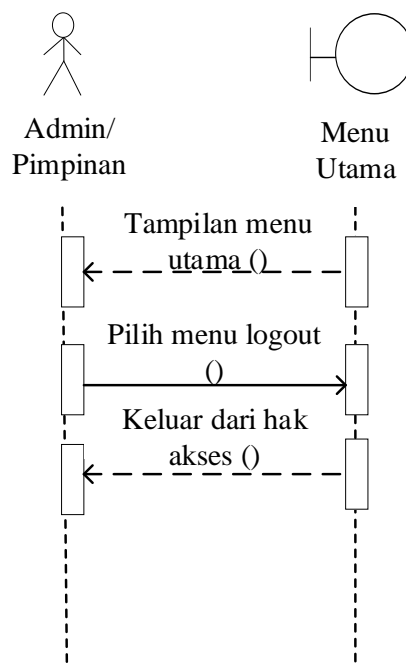 Admin/
Pimpinan
Menu
Utama
Tampilan menu
utama ()
Pilih menu logout
()
Keluar dari hak
akses ()